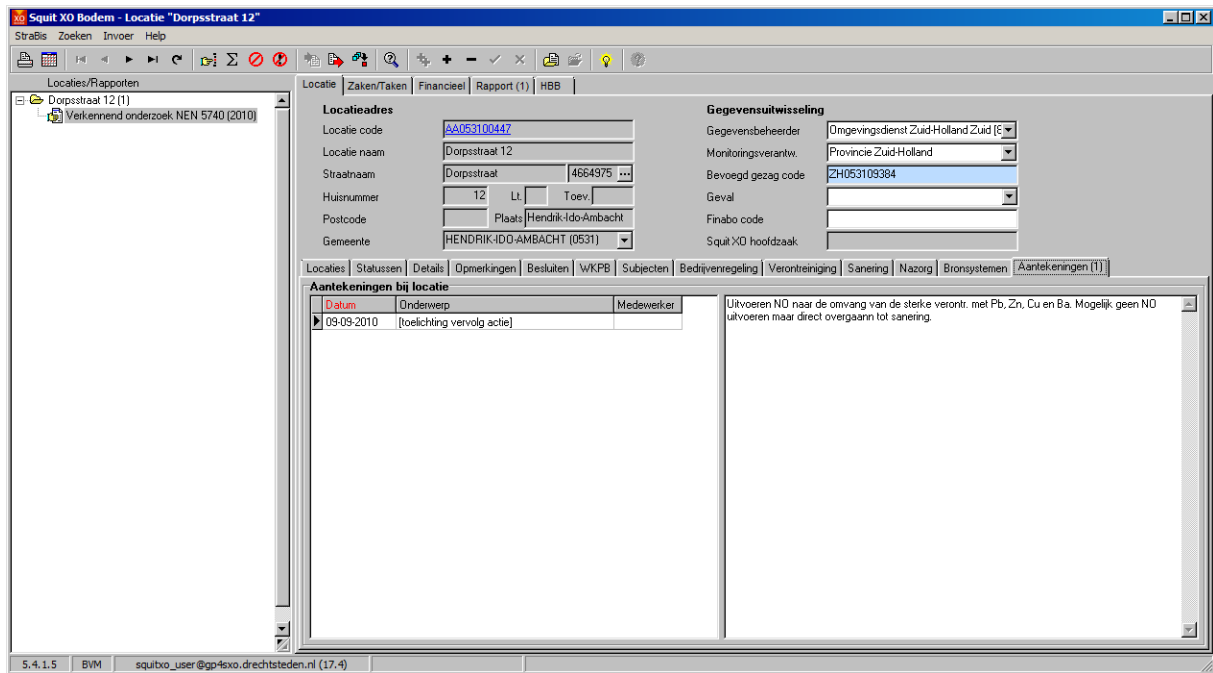 Squit XO Bodem - Locatie "Dorpsstraat 12"
StraBis Zoeken Invoer Help
Locaties/Rapporten
Dorpsstraat 12 (1)
Verkennend onderzoek NEN 5740 (2010)
Locatie Zaken/Taken Financieel Rapport (1) HBB
Locatieadres
Locatie code AA053100447
Locatie naam Dorpsstraat 12
Straatnaam Dorpsstraat 4664975 ...
Huisnummer 12 Lt. Toev.
Postcode Plaats Hendrik-Ido-Ambacht
Gemeente HENDRIK-IDO-AMBACHT (0531)
Gegevensuitwisseling
Gegevensbeheerder Omgevingsdienst Zuid-Holland Zuid
Monitoringsverantw. Provincie Zuid-Holland
Bevoegd gezag code ZH053109384
Geval
Finabo code
Squit XO hoofdzaak
Locaties Statussen Details Opmerkingen Besluiten WKPB Subjecten Bedrijvenregeling Verontreiniging Sanering Nazorg Bronsystemen Aantekeningen (1)
Aantekeningen bij locatie
Datum Onderwerp Medewerker
09-09-2010 [toelichting vervolg actie]
Uitvoeren NO naar de omvang van de sterke verontr. met Pb, Zn, Cu en Ba. Mogelijk geen NO
uitvoeren maar direct overgaann tot sanering.
5.4.1.5 BVM squitxo_user@gp4sxo.drechtsteden.nl (17.4)